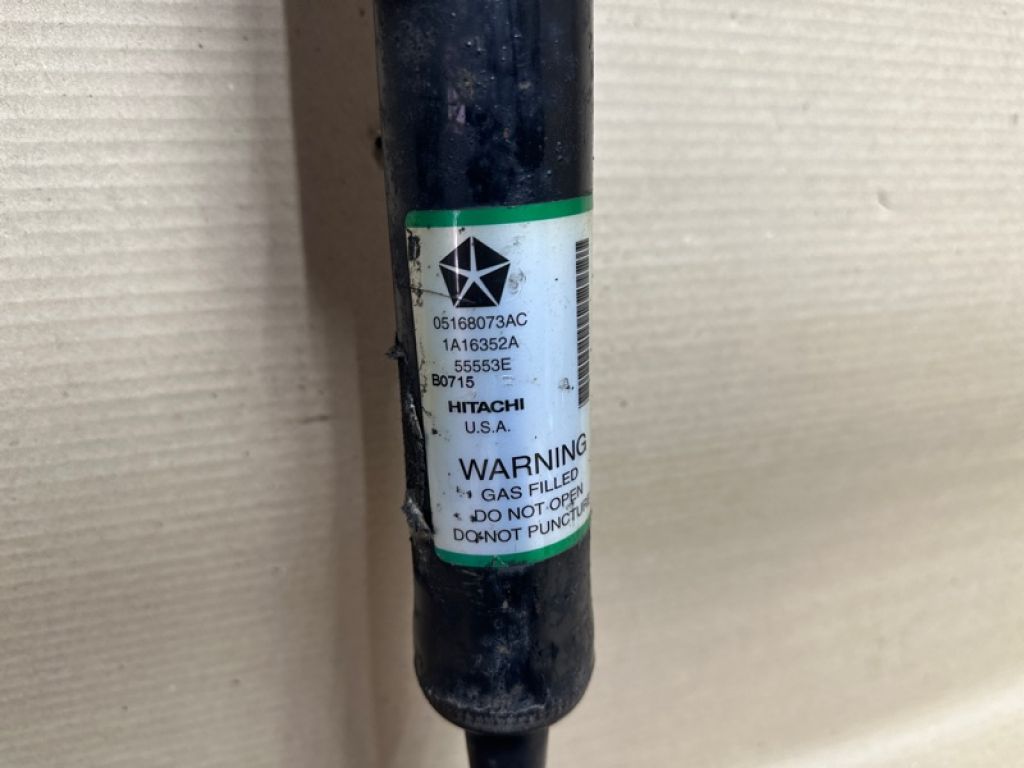 05168073AC
1A16352A
55553E
B0715
HITACHI
U.S.A.
WARNING
GAS FILLED
DO NOT OPEN
DO NOT PUNCTURE